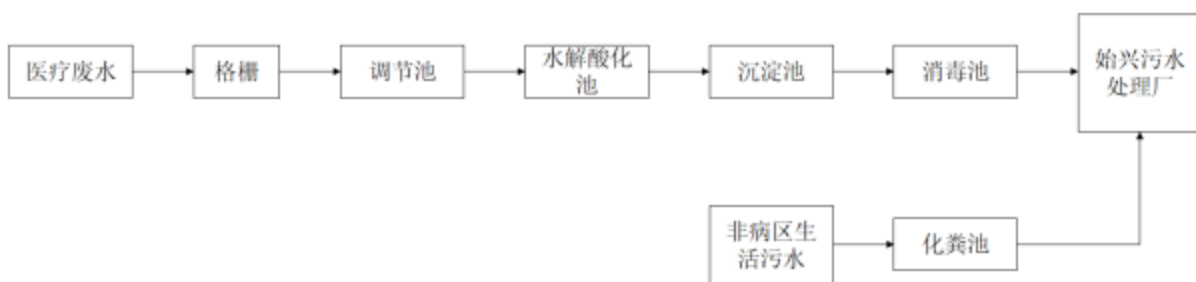 医疗废水
格栅
调节池
水解酸化
池
沉淀池
消毒池
始兴污水
处理厂
非病区生
活污水
化粪池